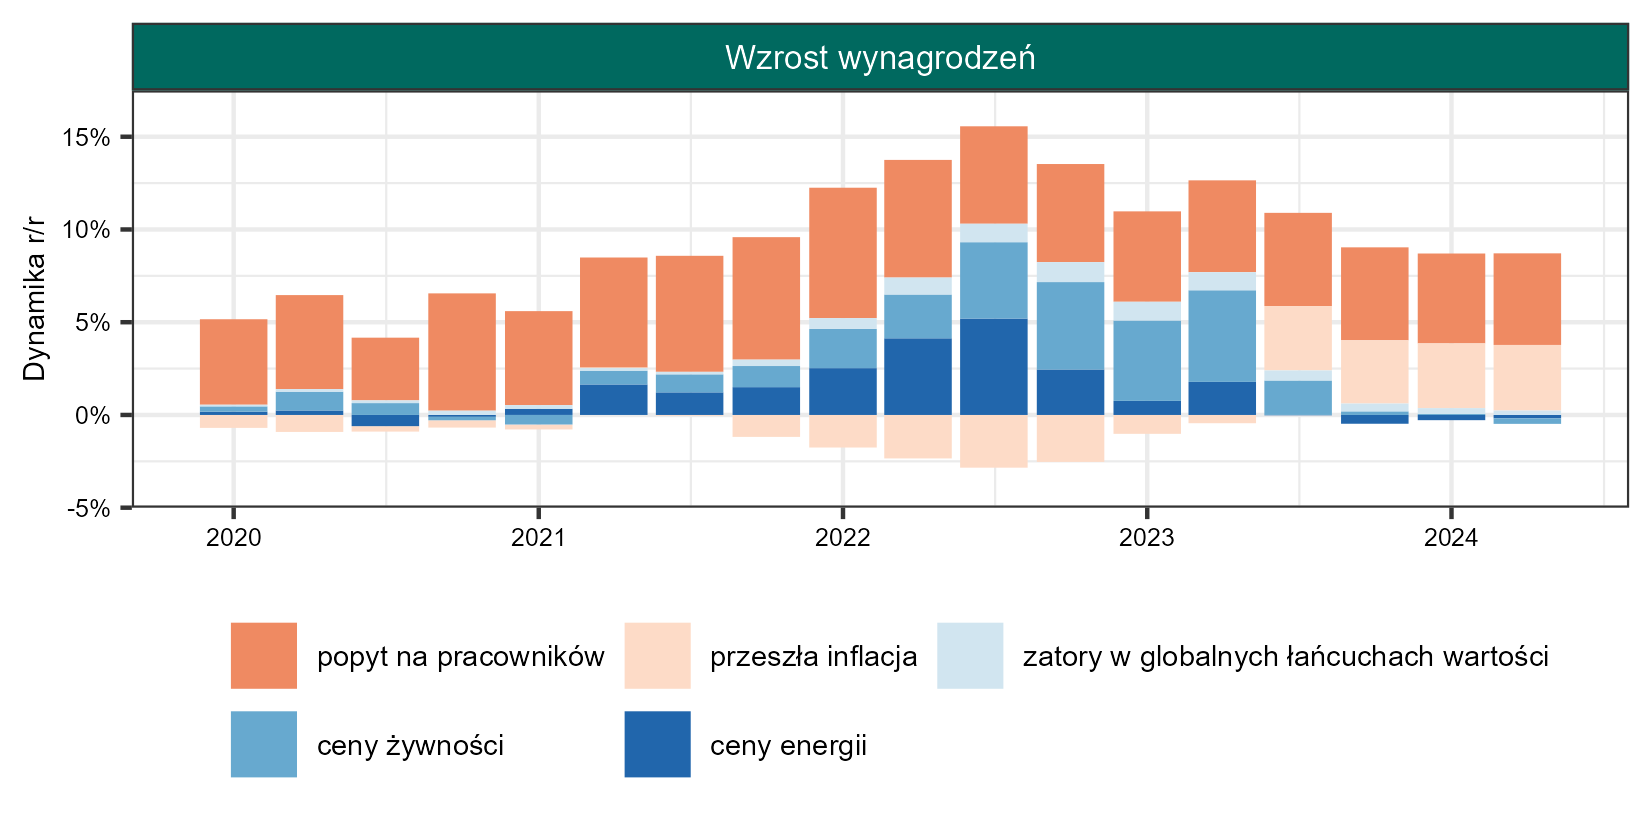 Wzrost wynagrodzeń
Dynamika r/r
15%
10%
5%
0%
-5%
2020 2021 2022 2023 2024
popyt na pracowników przeszła inflacja zatory w globalnych łańcuchach wartości
ceny żywności ceny energii